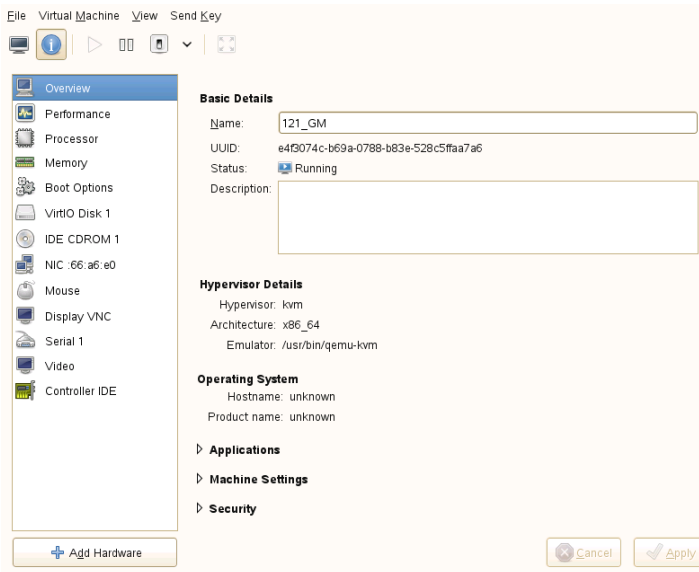 File Virtual Machine View Send Key
Overview
Performance
Processor
Memory
Boot Options
VirtIO Disk 1
IDE CDROM 1
NIC :66:a6:e0
Mouse
Display VNC
Serial 1
Video
Controller IDE
Add Hardware
Basic Details
Name: 121_GM
UUID: e4f3074c-b69a-0788-b83e-528c5ffaa7a6
Status: Running
Description:
Hypervisor Details
Hypervisor: kvm
Architecture: x86_64
Emulator: /usr/bin/qemu-kvm
Operating System
Hostname: unknown
Product name: unknown
Applications
Machine Settings
Security
Cancel
Apply